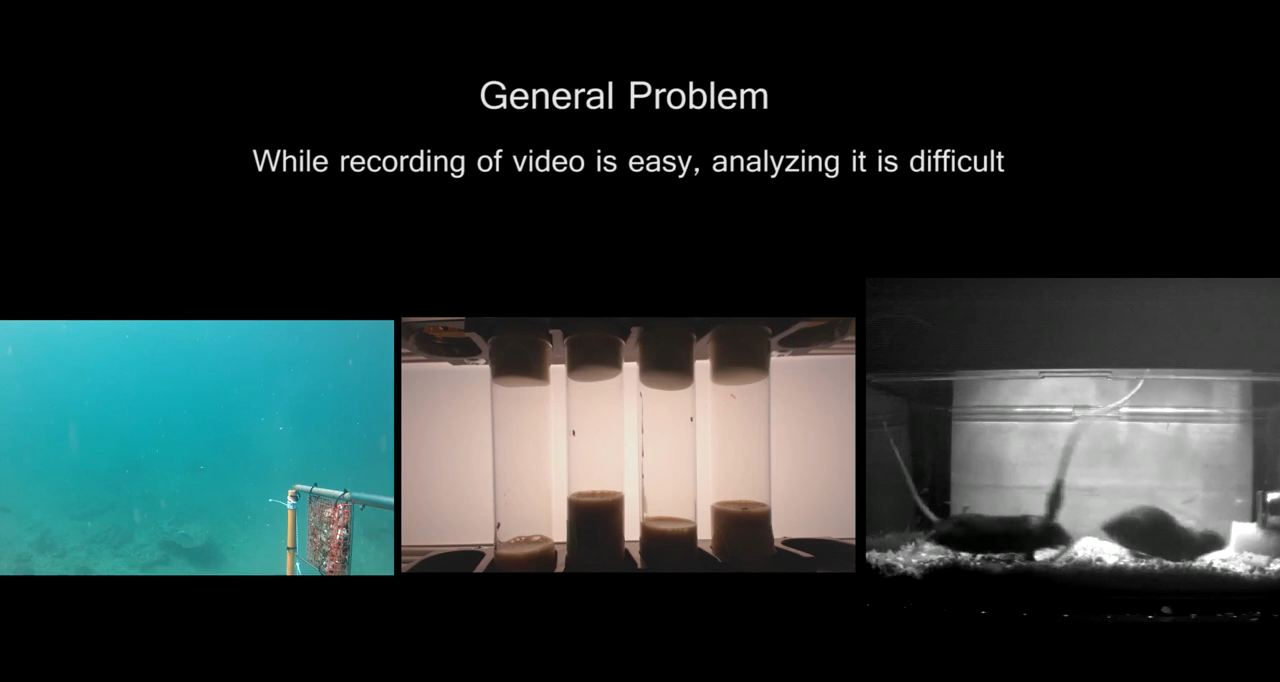 General Problem
While recording of video is easy, analyzing it is difficult